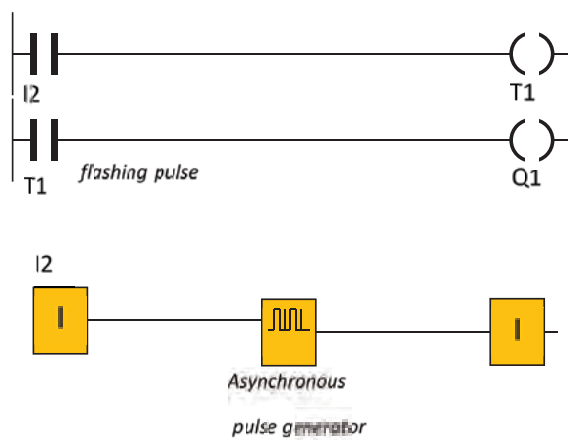 I2
T1
T1
flashing pulse
Q1
I2
I
I
Asynchronous
pulse generator